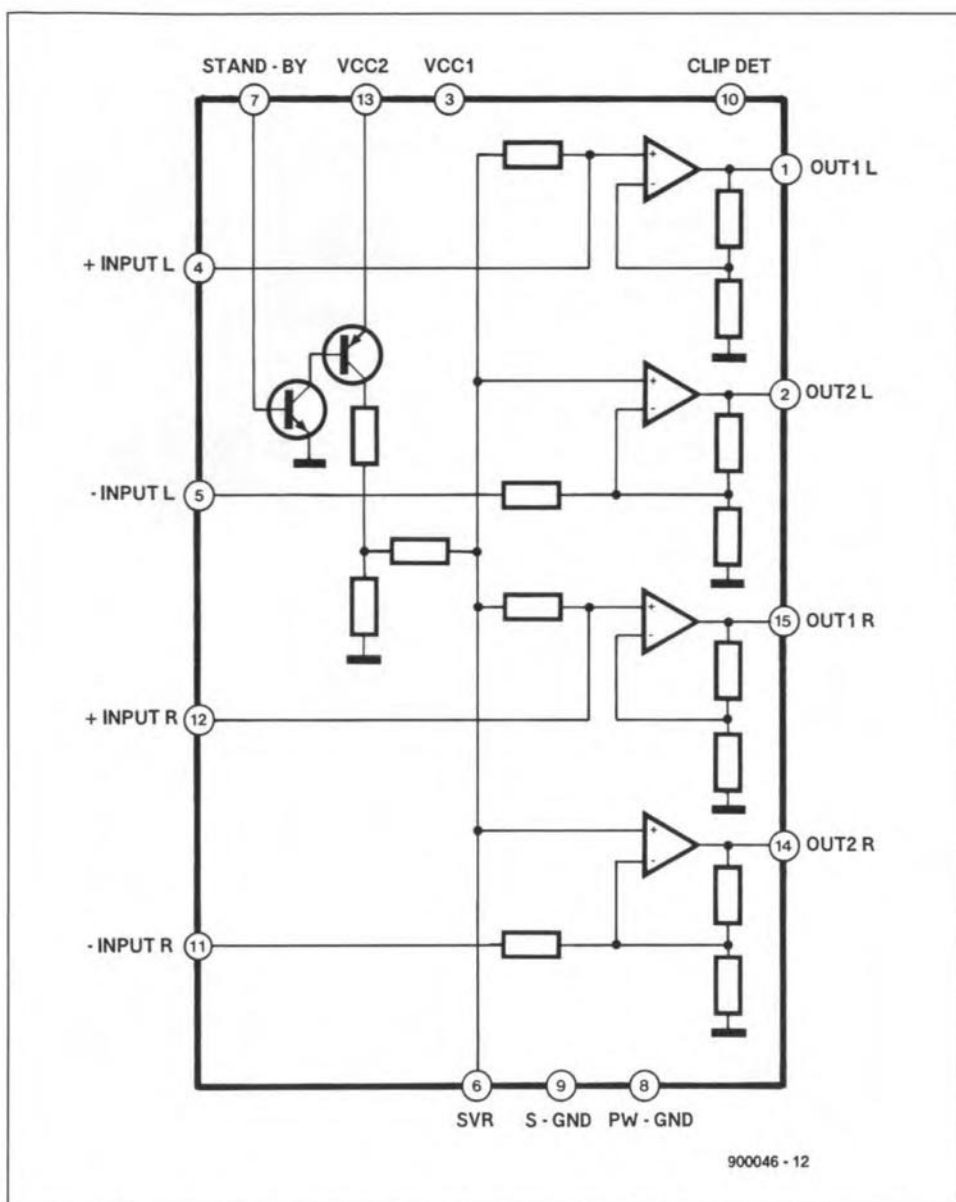 STAND - BY VCC2 VCC1 CLIP DET
7 13 3 10
+ -
1 OUT1 L
+ INPUT L 4
+ -
2 OUT2 L
- INPUT L 5
+ -
15 OUT1 R
+ INPUT R 12
+ -
14 OUT2 R
- INPUT R 11
6 9 8
SVR S - GND PW - GND
900046 - 12